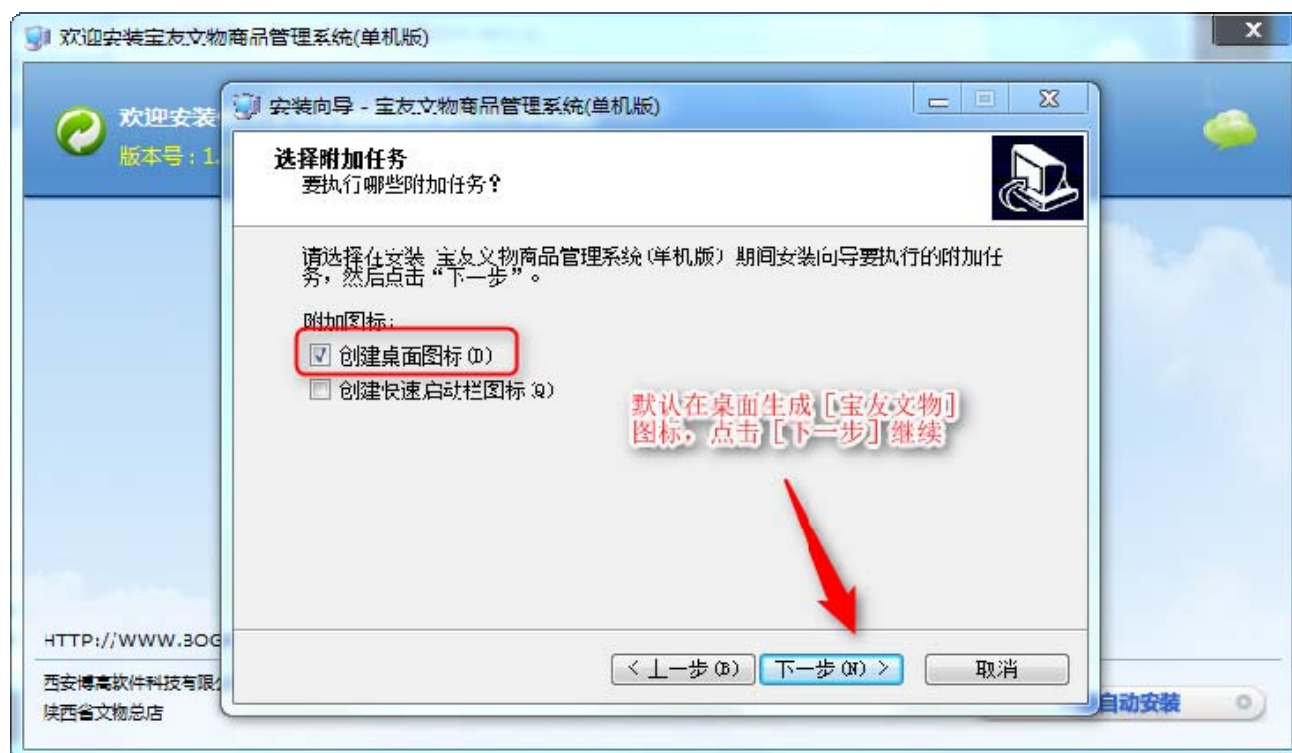 欢迎安装宝友文物商品管理系统(单机版)
欢迎安装
版本号：1.
安装向导 - 宝友文物商品管理系统(单机版)
选择附加任务
要执行哪些附加任务?
请选择在安装 宝友文物商品管理系统(单机版) 期间安装向导要执行的附加任
务，然后点击“下一步”。
附加图标:
创建桌面图标(D)
创建快速启动栏图标(Q)
默认在桌面生成［宝友文物］
图标，点击［下一步］继续
HTTP://WWW.BOG
西安博高软件科技有限公
陕西省文物总店
< 上一步(B)
下一步(N) >
取消
自动安装